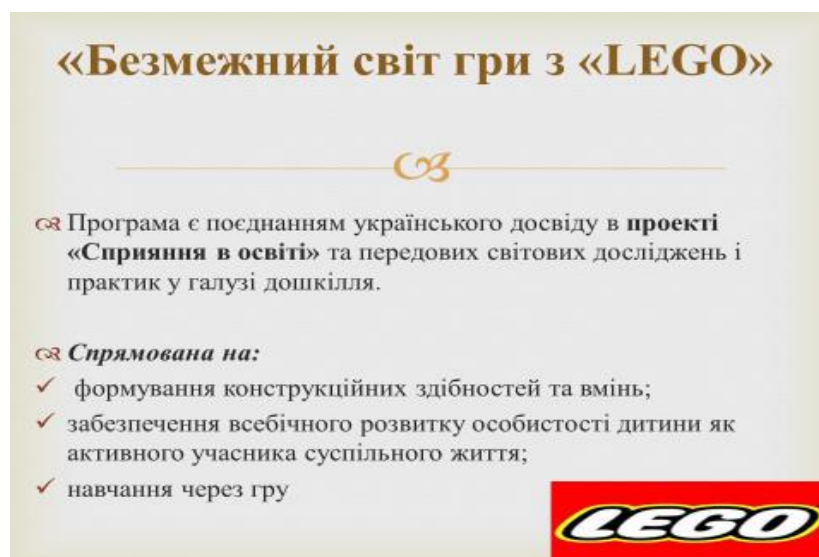 «Безмежний світ гри з «LEGO»
Програма є поєднанням українського досвіду в проекті
«Сприяння в освіті» та передових світових досліджень і
практик у галузі дошкілля.
Спрямована на:
формування конструкційних здібностей та вмінь;
забезпечення всебічного розвитку особистості дитини як
активного учасника суспільного життя;
навчання через гру
LEGO